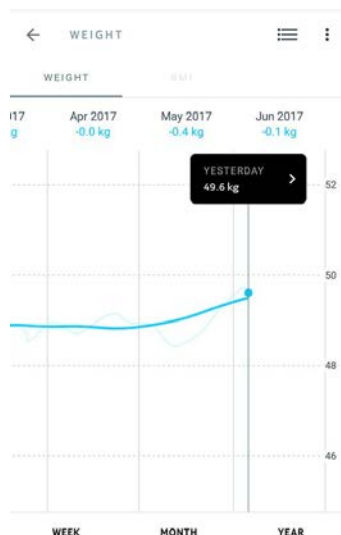 WEIGHT
WEIGHT BMI
017 Apr 2017 May 2017 Jun 2017
g -0.0 kg -0.4 kg -0.1 kg
YESTERDAY
49.6 kg
52
50
48
46
WEEK MONTH YEAR